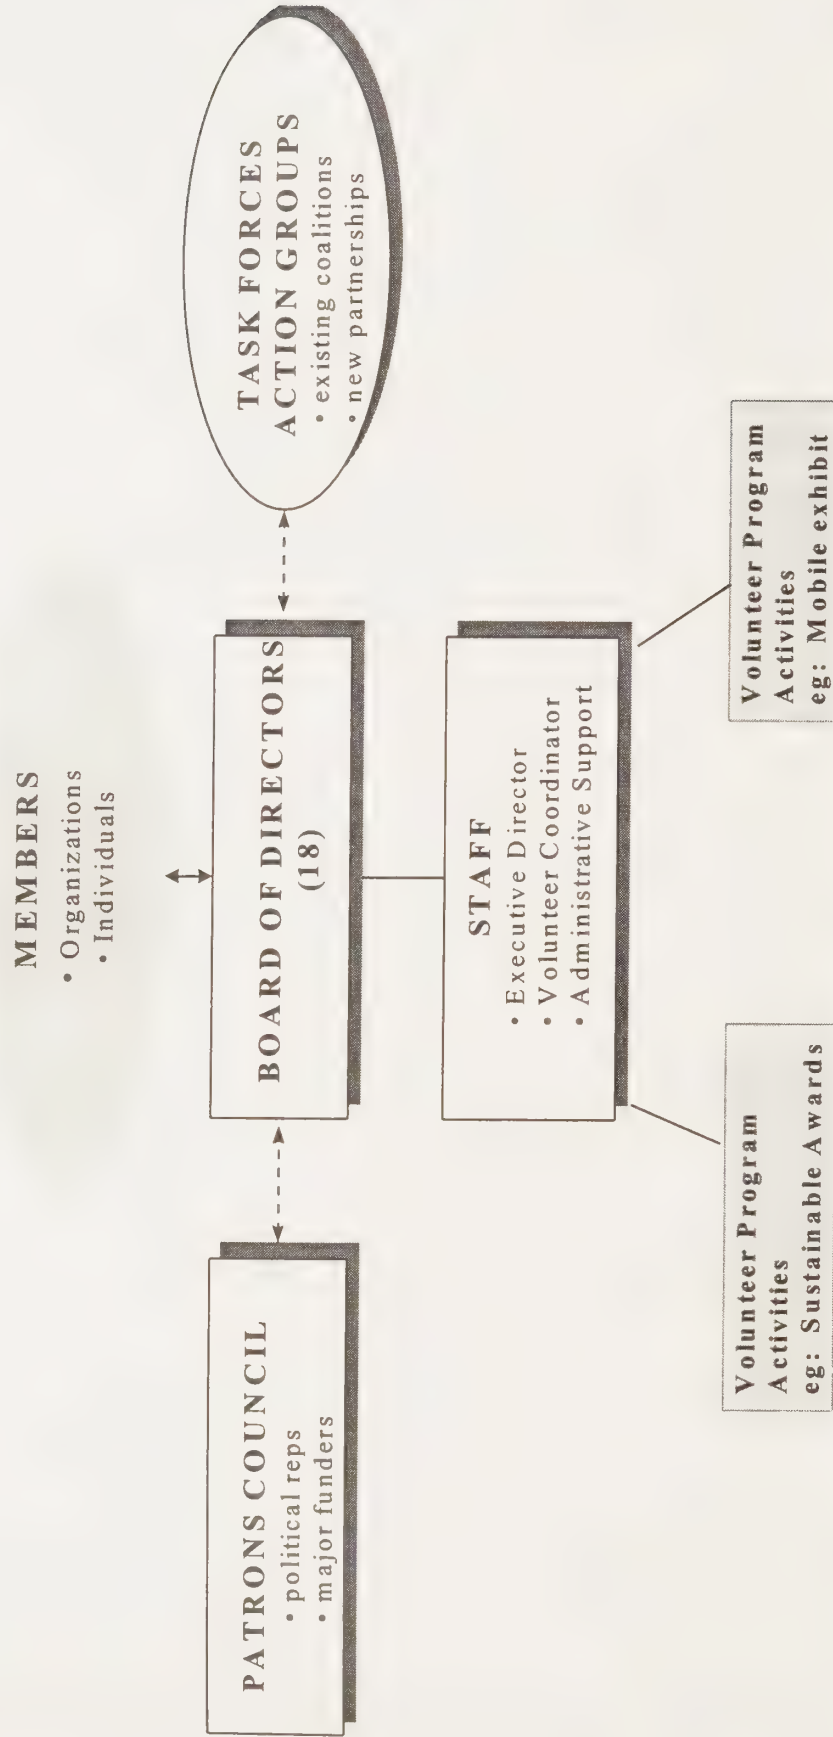 MEMBERS
• Organizations
• Individuals
PATRONS COUNCIL
• political reps
• major funders
BOARD OF DIRECTORS
(18)
TASK FORCES
ACTION GROUPS
• existing coalitions
• new partnerships
STAFF
• Executive Director
• Volunteer Coordinator
• Administrative Support
Volunteer Program
Activities
eg: Sustainable Awards
Volunteer Program
Activities
eg: Mobile exhibit